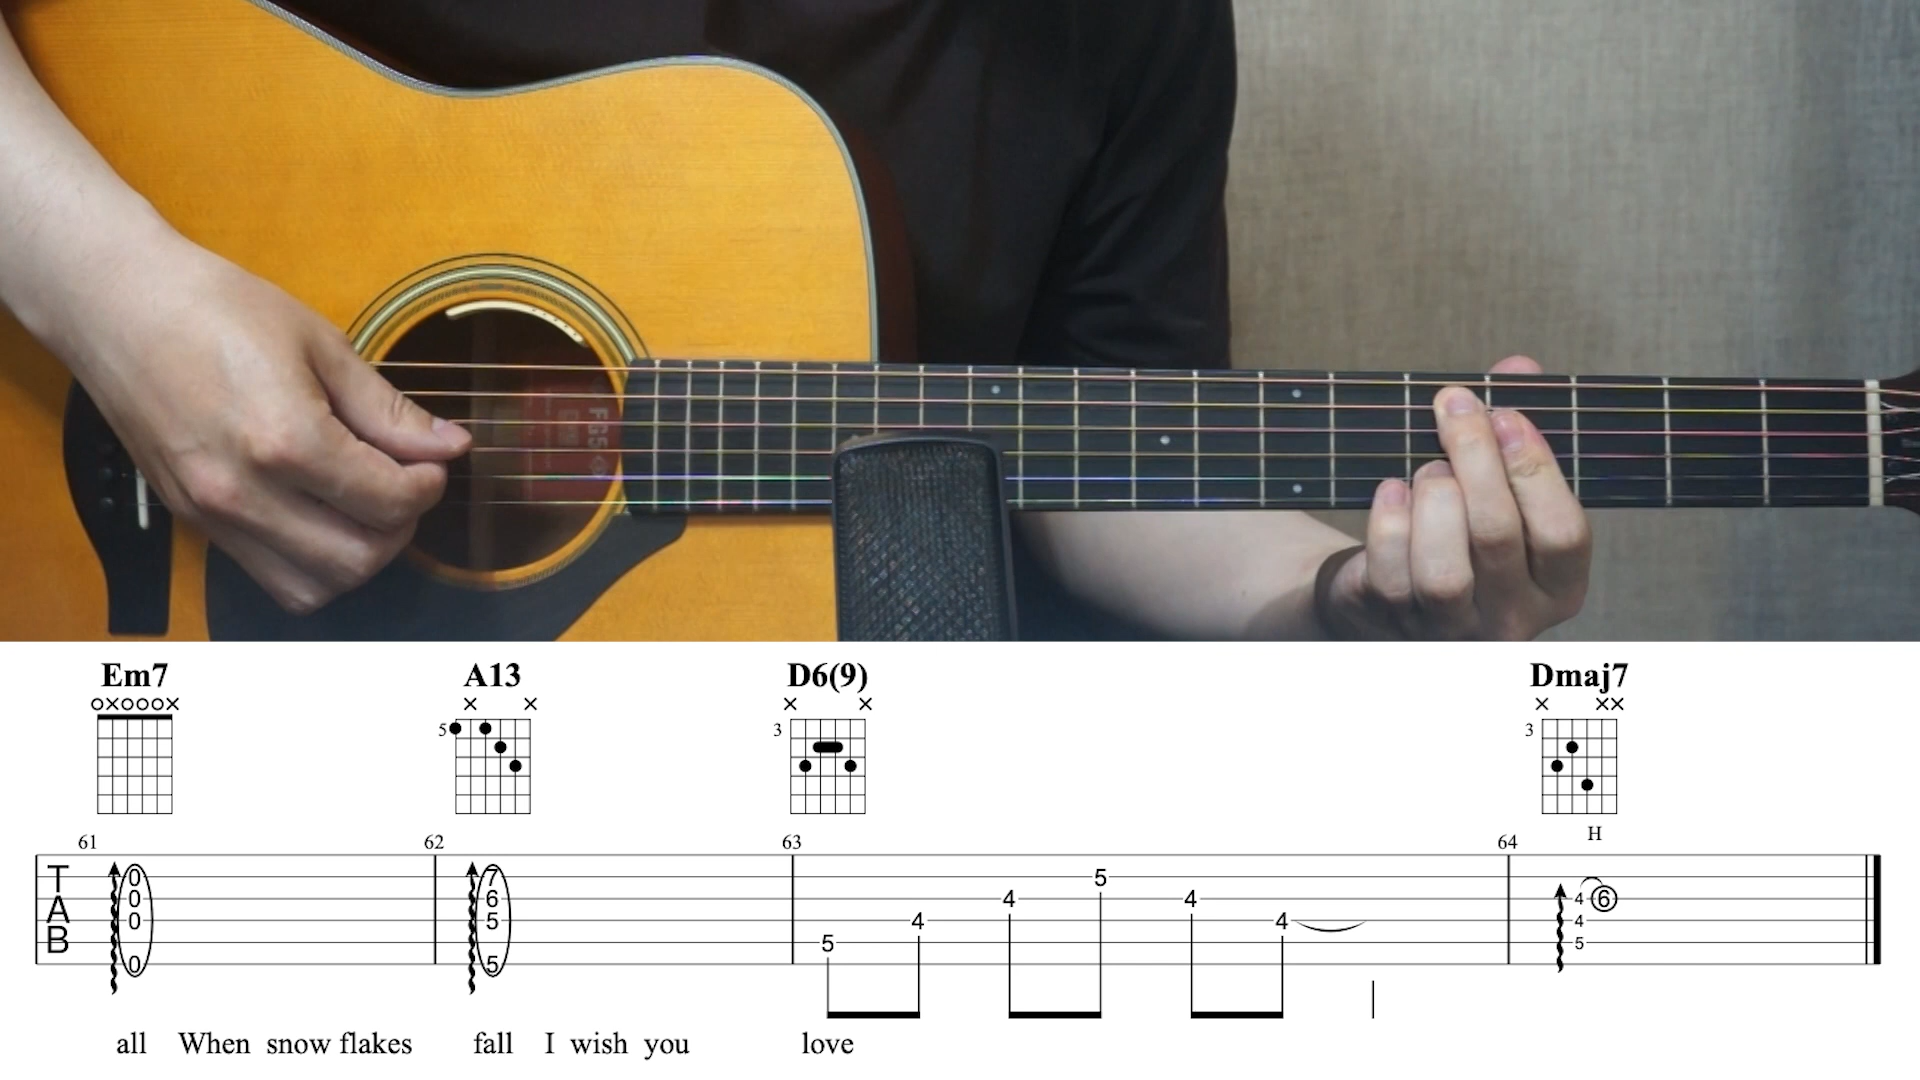 FG5
Em7 A13 D6(9) Dmaj7
o×ooo× × × × × × ××
5 3 3
61 62 63 64 H
T A B
0 7 5
0 6 4 4 4 6
0 5 4 4 4
5 5
0 5
all When snow flakes fall I wish you love